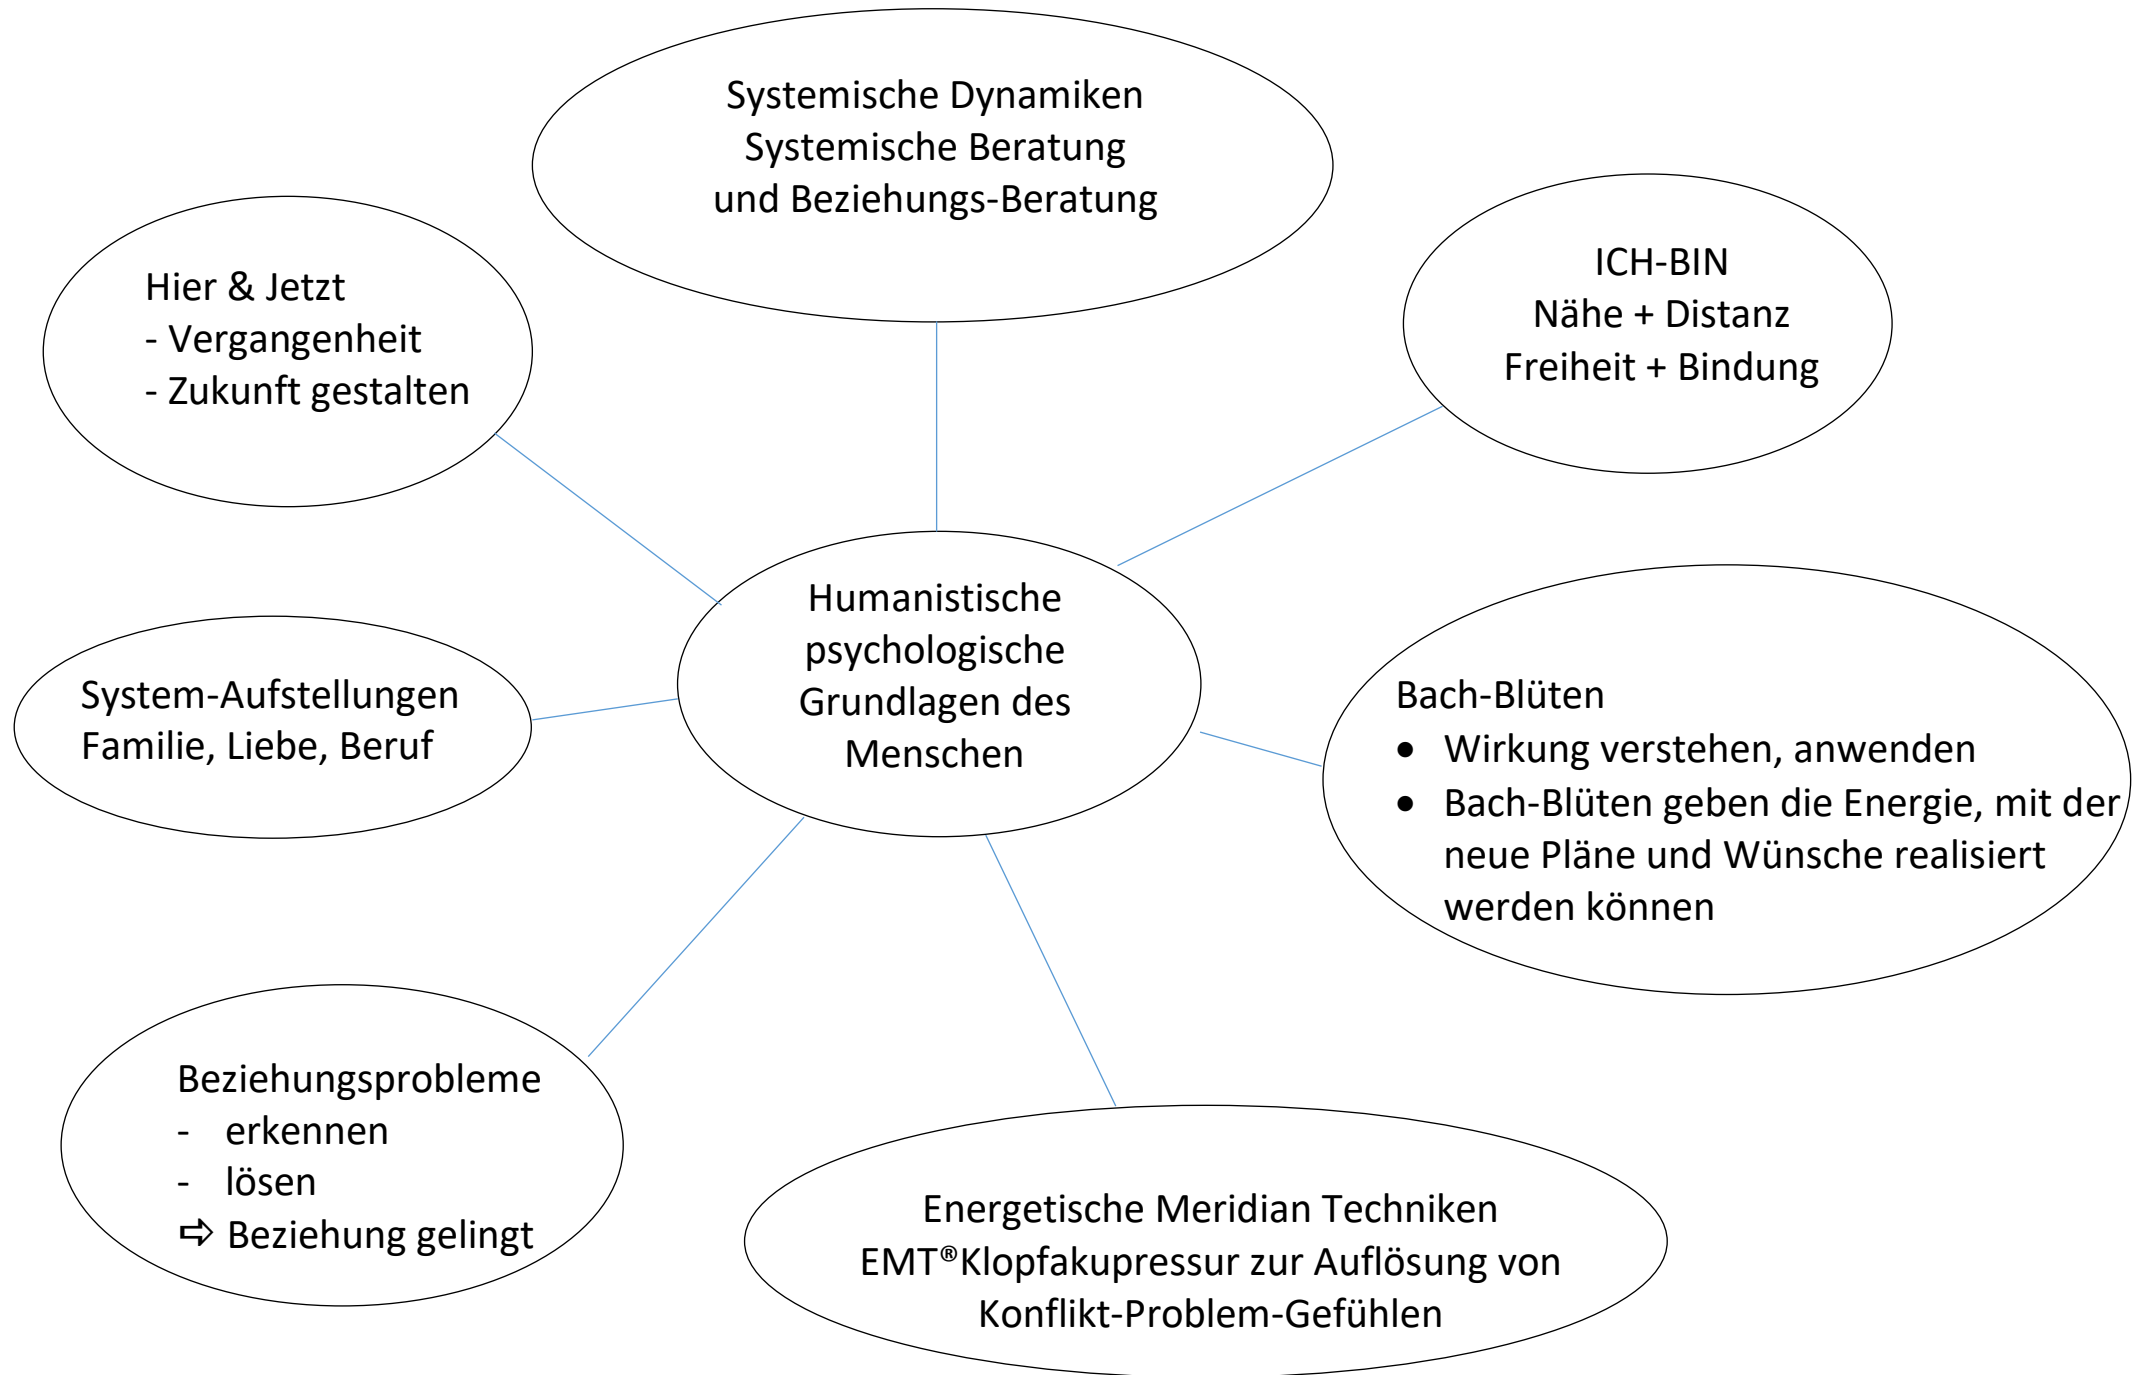 Systemische Dynamiken
Systemische Beratung
und Beziehungs-Beratung
Hier & Jetzt
- Vergangenheit
- Zukunft gestalten
ICH-BIN
Nähe + Distanz
Freiheit + Bindung
Humanistische
psychologische
Grundlagen des
Menschen
System-Aufstellungen
Familie, Liebe, Beruf
Bach-Blüten
• Wirkung verstehen, anwenden
• Bach-Blüten geben die Energie, mit der
neue Pläne und Wünsche realisiert
werden können
Beziehungsprobleme
- erkennen
- lösen
⇨ Beziehung gelingt
Energetische Meridian Techniken
EMT®Klopfakupressur zur Auflösung von
Konflikt-Problem-Gefühlen